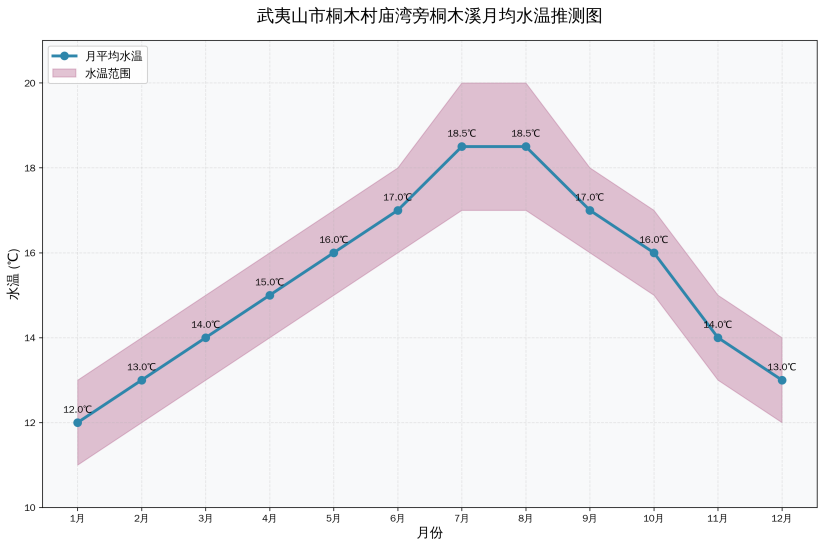 武夷山市桐木村庙湾旁桐木溪月均水温推测图
月平均水温
水温范围
水温 (℃)
20
18
16
14
12
10
12.0℃
13.0℃
14.0℃
15.0℃
16.0℃
17.0℃
18.5℃
18.5℃
17.0℃
16.0℃
14.0℃
13.0℃
1月
2月
3月
4月
5月
6月
7月
8月
9月
10月
11月
12月
月份